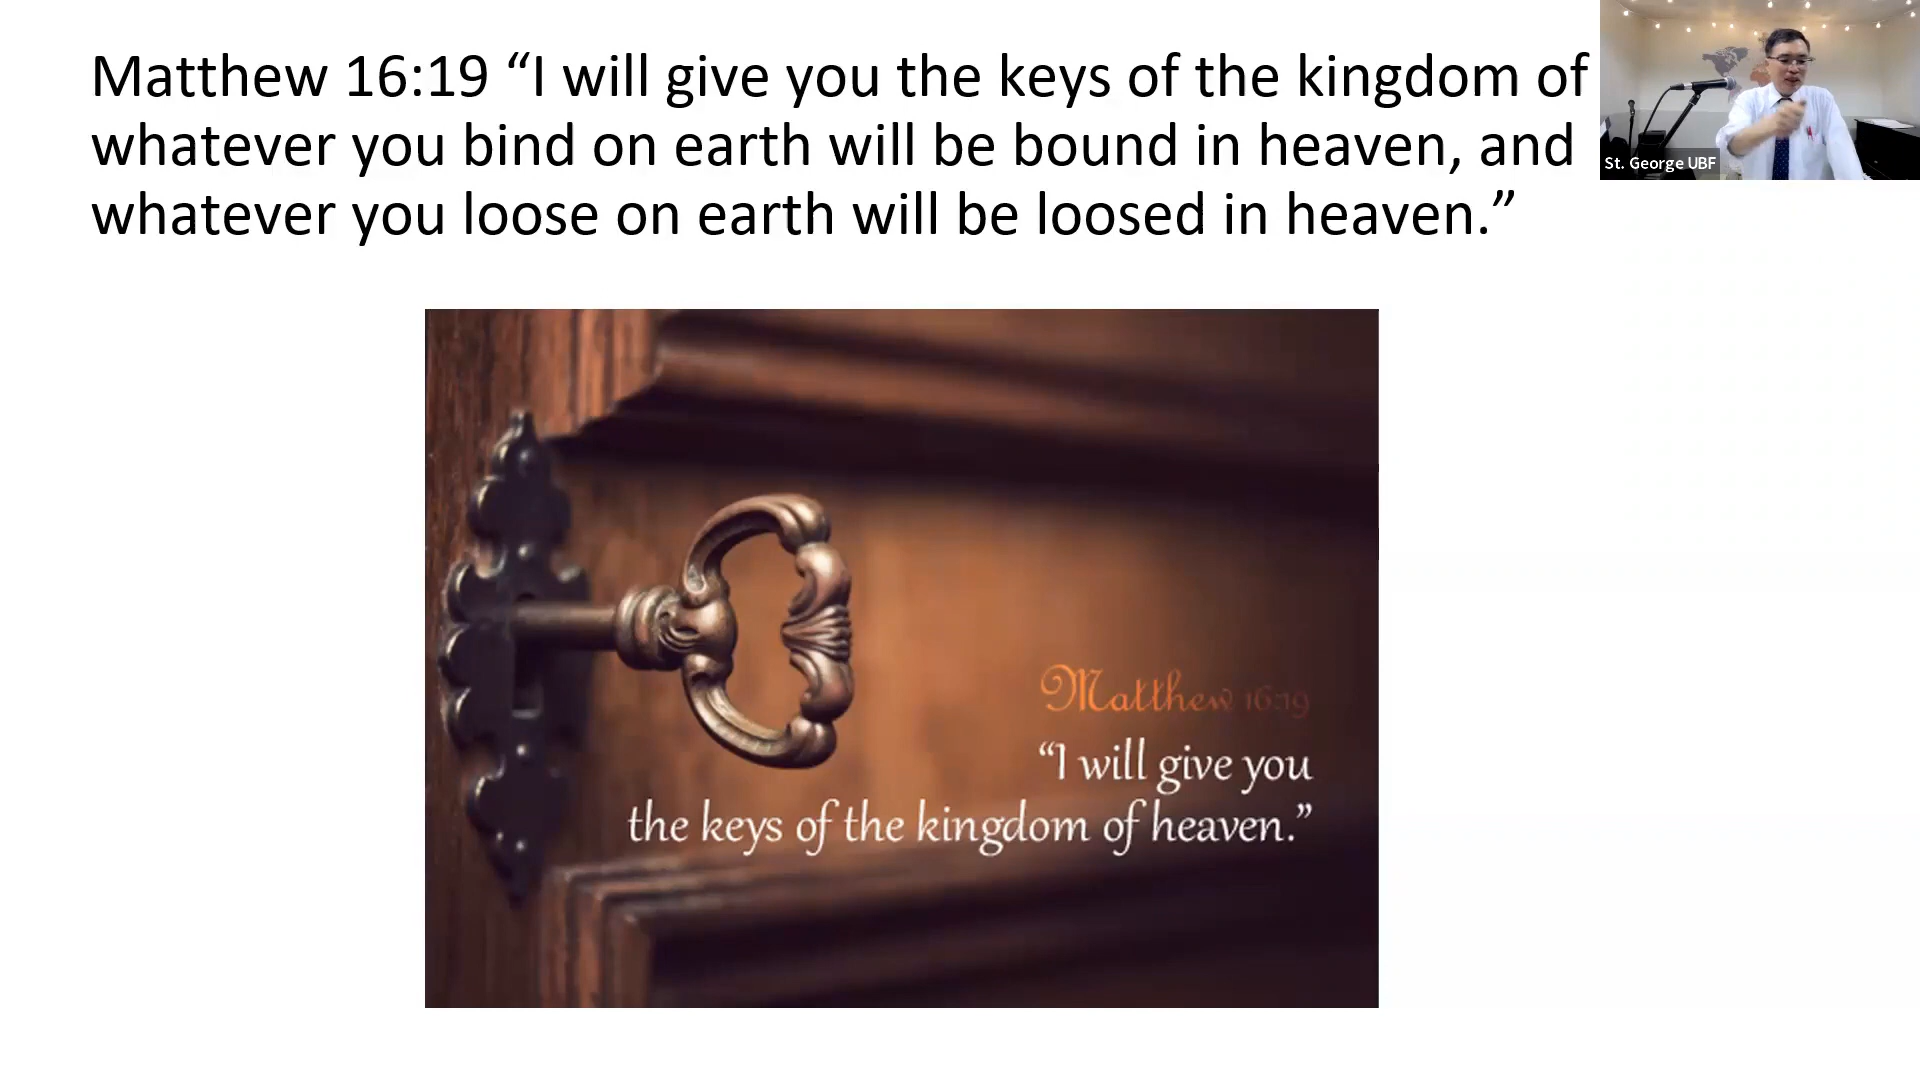 Matthew 16:19 “I will give you the keys of the kingdom of
whatever you bind on earth will be bound in heaven, and
whatever you loose on earth will be loosed in heaven.”
St. George UBF
Matthew 16:19
“I will give you
the keys of the kingdom of heaven.”